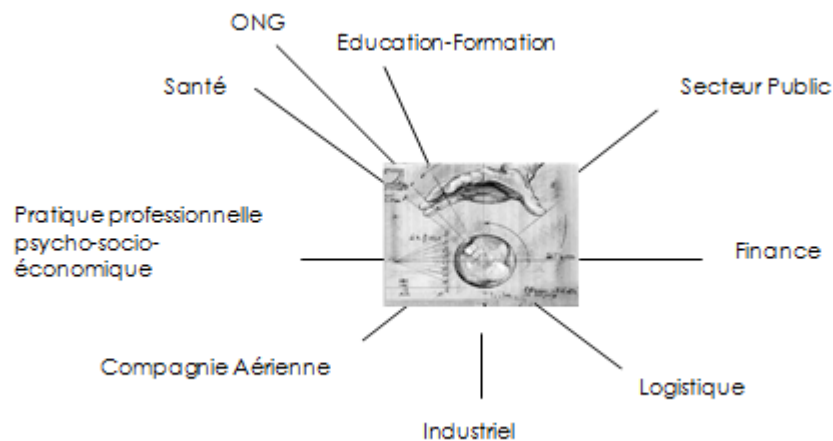 ONG
Education-Formation
Santé
Secteur Public
Pratique professionnelle
psycho-socio-
économique
Finance
Compagnie Aérienne
Logistique
Industriel